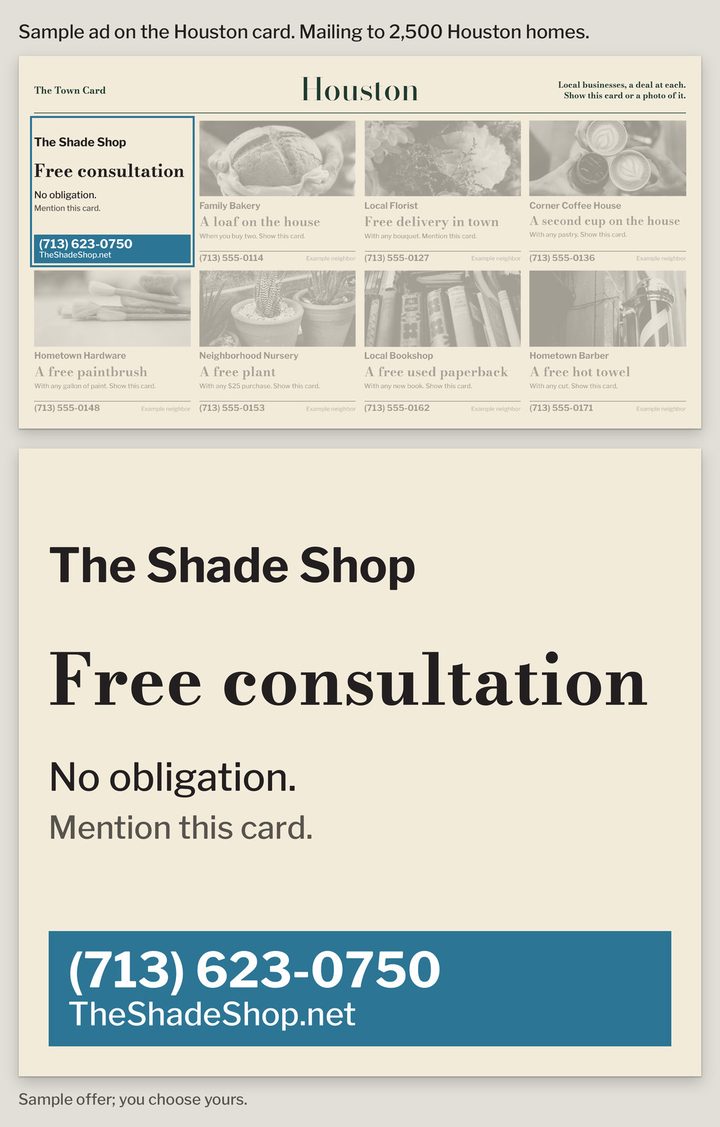 Sample ad on the Houston card. Mailing to 2,500 Houston homes.
The Town Card
Houston
Local businesses, a deal at each.
Show this card or a photo of it.
The Shade Shop
Free consultation
No obligation.
Mention this card.
(713) 623-0750
TheShadeShop.net
Family Bakery
A loaf on the house
When you buy two. Show this card.
(713) 555-0114
Example neighbor
Local Florist
Free delivery in town
With any bouquet. Mention this card.
(713) 555-0127
Example neighbor
Corner Coffee House
A second cup on the house
With any pastry. Show this card.
(713) 555-0136
Example neighbor
Hometown Hardware
A free paintbrush
With any gallon of paint. Show this card.
(713) 555-0148
Example neighbor
Neighborhood Nursery
A free plant
With any $25 purchase. Show this card.
(713) 555-0153
Example neighbor
Local Bookshop
A free used paperback
With any new book. Show this card.
(713) 555-0162
Example neighbor
Hometown Barber
A free hot towel
With any cut. Show this card.
(713) 555-0171
Example neighbor
The Shade Shop
Free consultation
No obligation.
Mention this card.
(713) 623-0750
TheShadeShop.net
Sample offer; you choose yours.